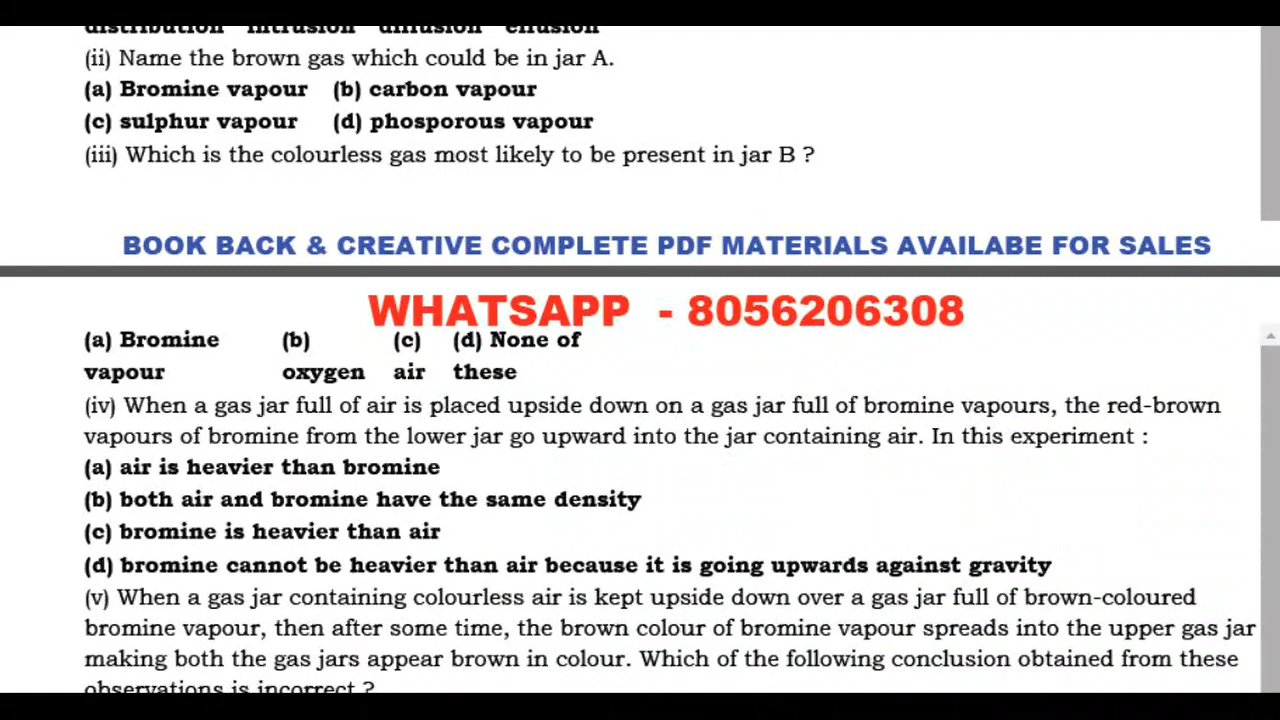 distribution intrusion diffusion effusion
(ii) Name the brown gas which could be in jar A.
(a) Bromine vapour (b) carbon vapour
(c) sulphur vapour (d) phosporous vapour
(iii) Which is the colourless gas most likely to be present in jar B ?
BOOK BACK & CREATIVE COMPLETE PDF MATERIALS AVAILABE FOR SALES
WHATSAPP - 8056206308
(a) Bromine (b) (c) (d) None of
vapour oxygen air these
(iv) When a gas jar full of air is placed upside down on a gas jar full of bromine vapours, the red-brown
vapours of bromine from the lower jar go upward into the jar containing air. In this experiment :
(a) air is heavier than bromine
(b) both air and bromine have the same density
(c) bromine is heavier than air
(d) bromine cannot be heavier than air because it is going upwards against gravity
(v) When a gas jar containing colourless air is kept upside down over a gas jar full of brown-coloured
bromine vapour, then after some time, the brown colour of bromine vapour spreads into the upper gas jar
making both the gas jars appear brown in colour. Which of the following conclusion obtained from these
observations is incorrect ?